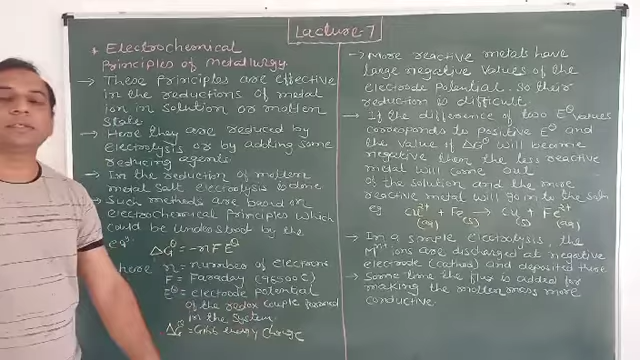 Lacture-7
* Electrochemical
Principles of metallurgy.
→ These Principles are effective
in the reductions of metal
ion in solution or molten
state.
→ Here they are reduced by
electrolysis or by adding some
reducing agents.
→ In the reduction of molten
metal salt electrolysis is done
→ Such methods are based on
electrochemical Principles which
could be understood by the
eqⁿ.
ΔG^θ = -nFE^θ
here n = number of electrons
F = Faraday (96500 C)
E^θ = electrode potential
of the redox couple formed
in the system
ΔG^θ = Gibbs energy Change
→ More reactive metals have
large negative values of the
electrode Potential. So their
reduction is difficult.
→ If the difference of two E^θ values
corresponds to positive E^θ and
the value if ΔG^θ will become
negative then the less reactive
metal will come out
of the solution and the more
reactive metal will go in to the
eg Cu²⁺(aq) + Fe(s) → Cu(s) + Fe²⁺(aq)
→ In a simple electrolysis, the
Mⁿ⁺ ions are discharged at negative
electrode (cathod) and deposited there
→ Some time the flux is added for
making the molten mass more
conductive.